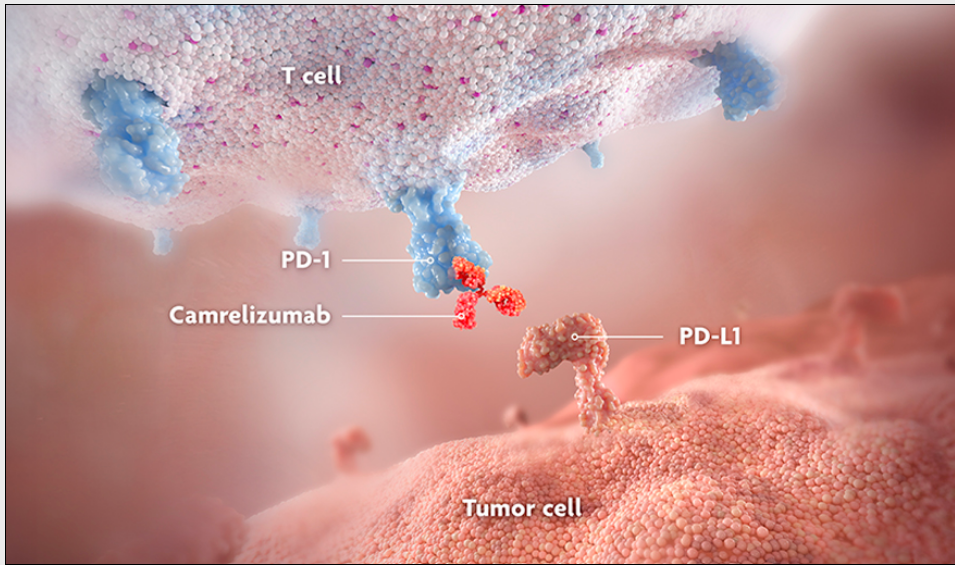 T cell
PD-1
Camrelizumab
PD-L1
Tumor cell